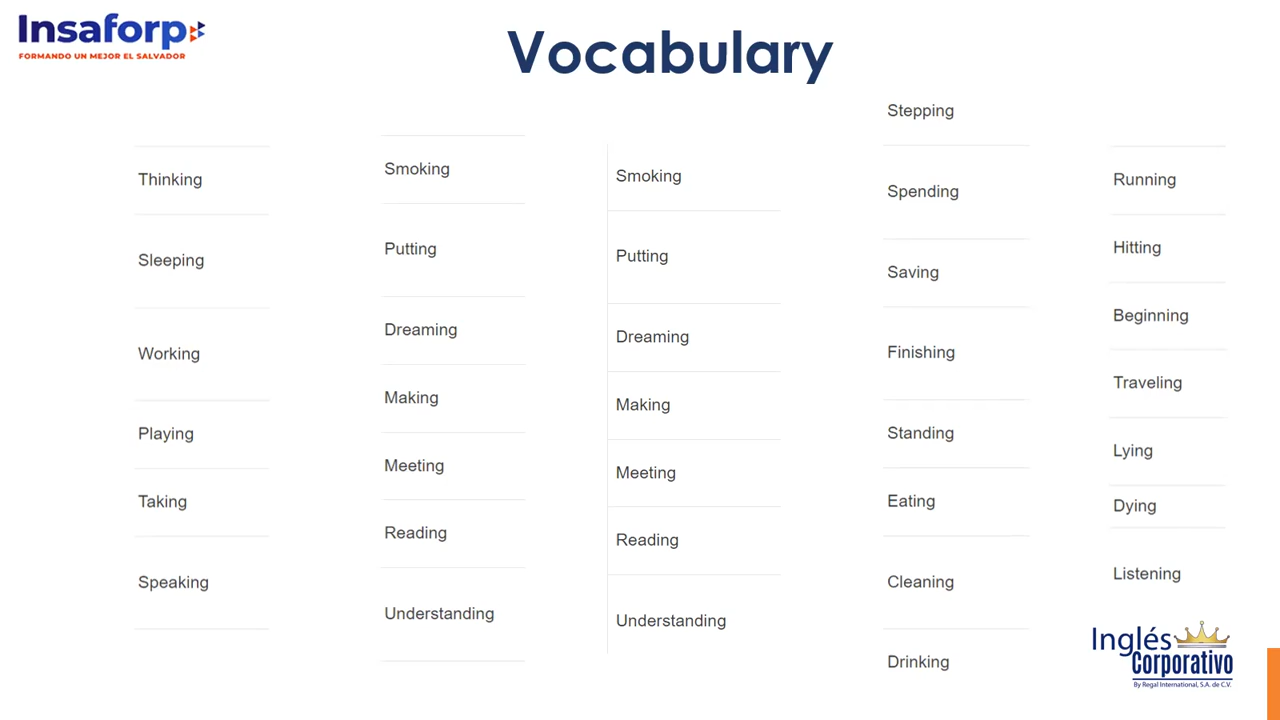 Insaforp
FORMANDO UN MEJOR EL SALVADOR
Vocabulary
Thinking
Sleeping
Working
Playing
Taking
Speaking
Smoking
Putting
Dreaming
Making
Meeting
Reading
Understanding
Smoking
Putting
Dreaming
Making
Meeting
Reading
Understanding
Stepping
Spending
Saving
Finishing
Standing
Eating
Cleaning
Drinking
Running
Hitting
Beginning
Traveling
Lying
Dying
Listening
Inglés
Corporativo
By Regal International, S.A. de C.V.